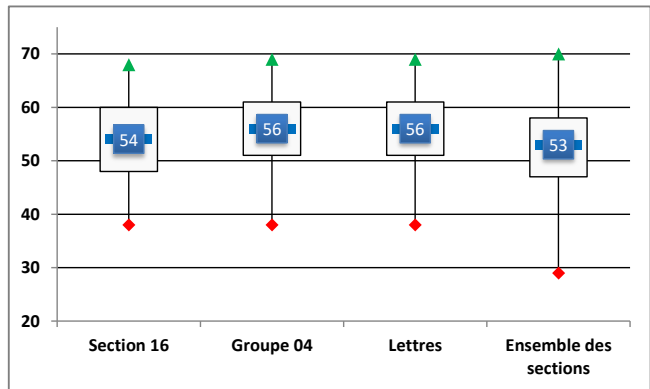 70
60
50
40
30
20
54
56
56
53
Section 16
Groupe 04
Lettres
Ensemble des
sections